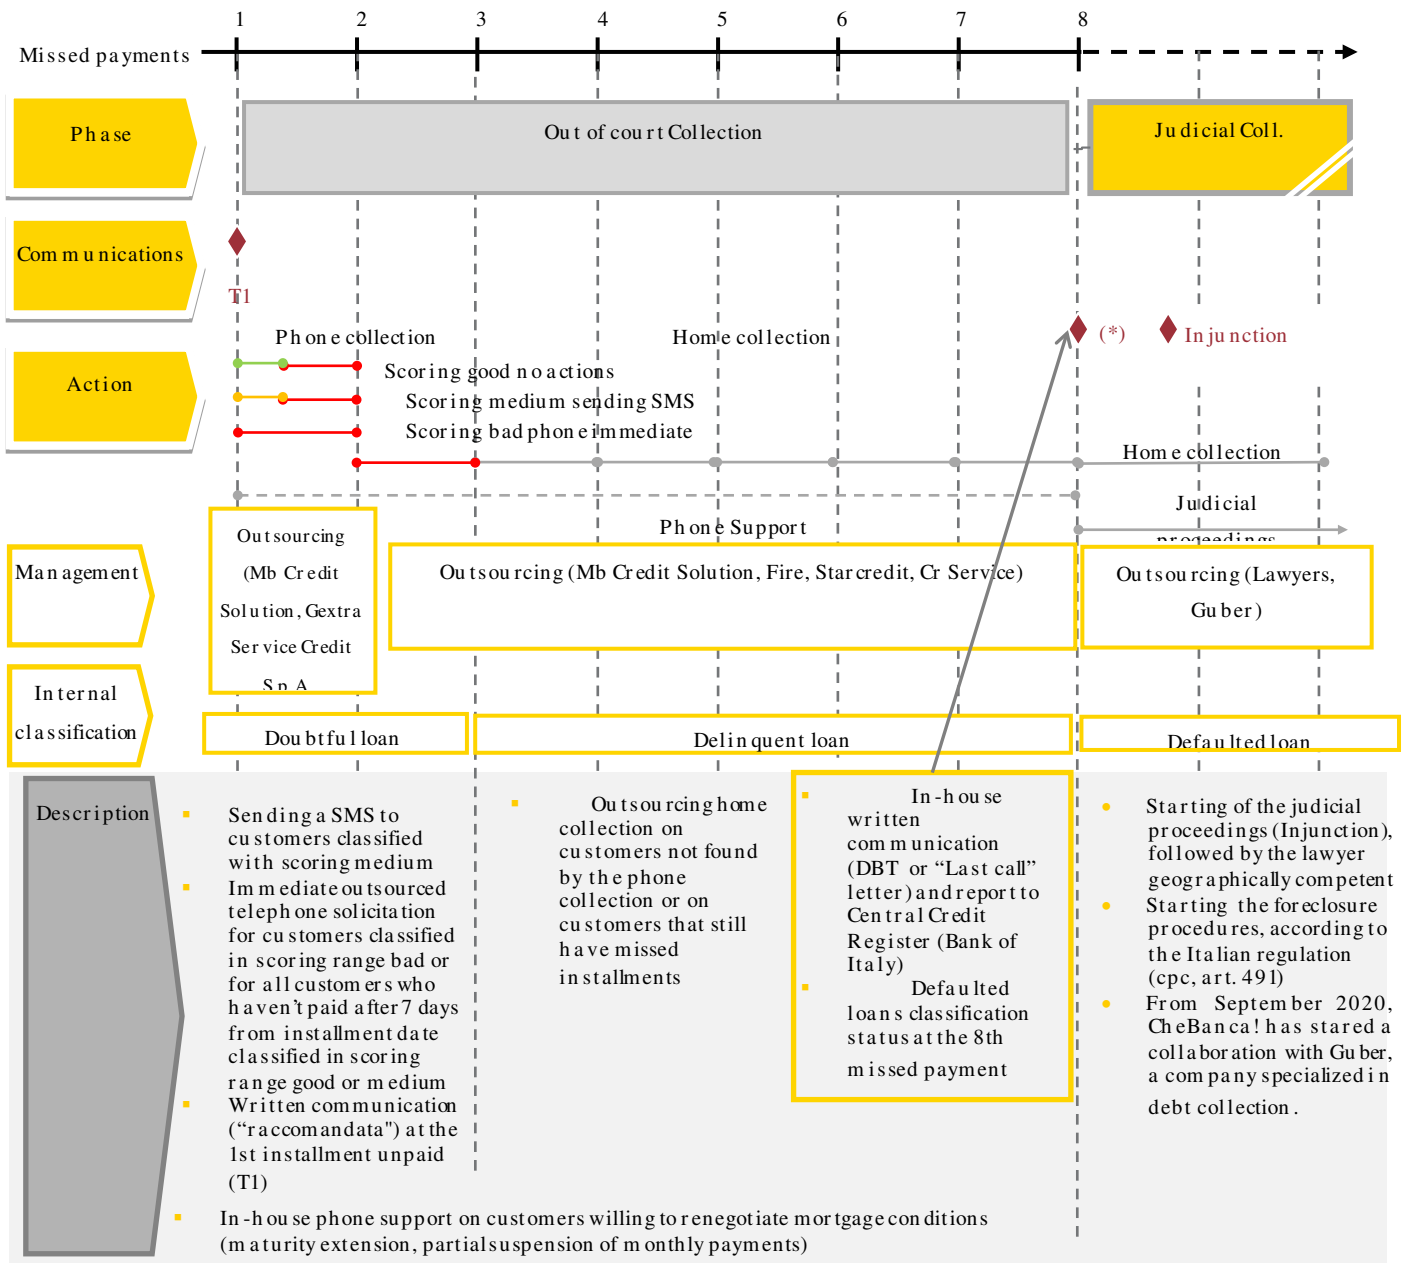 1 2 3 4 5 6 7 8
Missed payments
Phase
Out of court Collection
Judicial Coll.
Communications
T1
Phone collection
Home collection
(*)
Injunction
Action
Scoring good no actions
Scoring medium sending SMS
Scoring bad phone immediate
Home collection
Judicial
proceedings
Phone Support
Management
Outsourcing
(Mb Credit
Solution, Gextra
Service Credit
S.p.A.
Outsourcing (Mb Credit Solution, Fire, Starcredit, Cr Service)
Outsourcing (Lawyers,
Guber)
Internal
classification
Doubtful loan
Delinquent loan
Defaulted loan
Description
Sending a SMS to
customers classified
with scoring medium
Immediate outsourced
telephone solicitation
for customers classified
in scoring range bad or
for all customers who
haven't paid after 7 days
from installment date
classified in scoring
range good or medium
Written communication
(“raccomandata") at the
1st installment unpaid
(T1)
Outsourcing home
collection on
customers not found
by the phone
collection or on
customers that still
have missed
installments
In-house
written
communication
(DBT or “Last call”
letter) and report to
Central Credit
Register (Bank of
Italy)
Defaulted
loans classification
status at the 8th
missed payment
Starting of the judicial
proceedings (Injunction),
followed by the lawyer
geographically competent
Starting the foreclosure
procedures, according to
the Italian regulation
(cpc, art. 491)
From September 2020,
CheBanca! has stared a
collaboration with Guber,
a company specialized in
debt collection.
In-house phone support on customers willing to renegotiate mortgage conditions
(maturity extension, partial suspension of monthly payments)